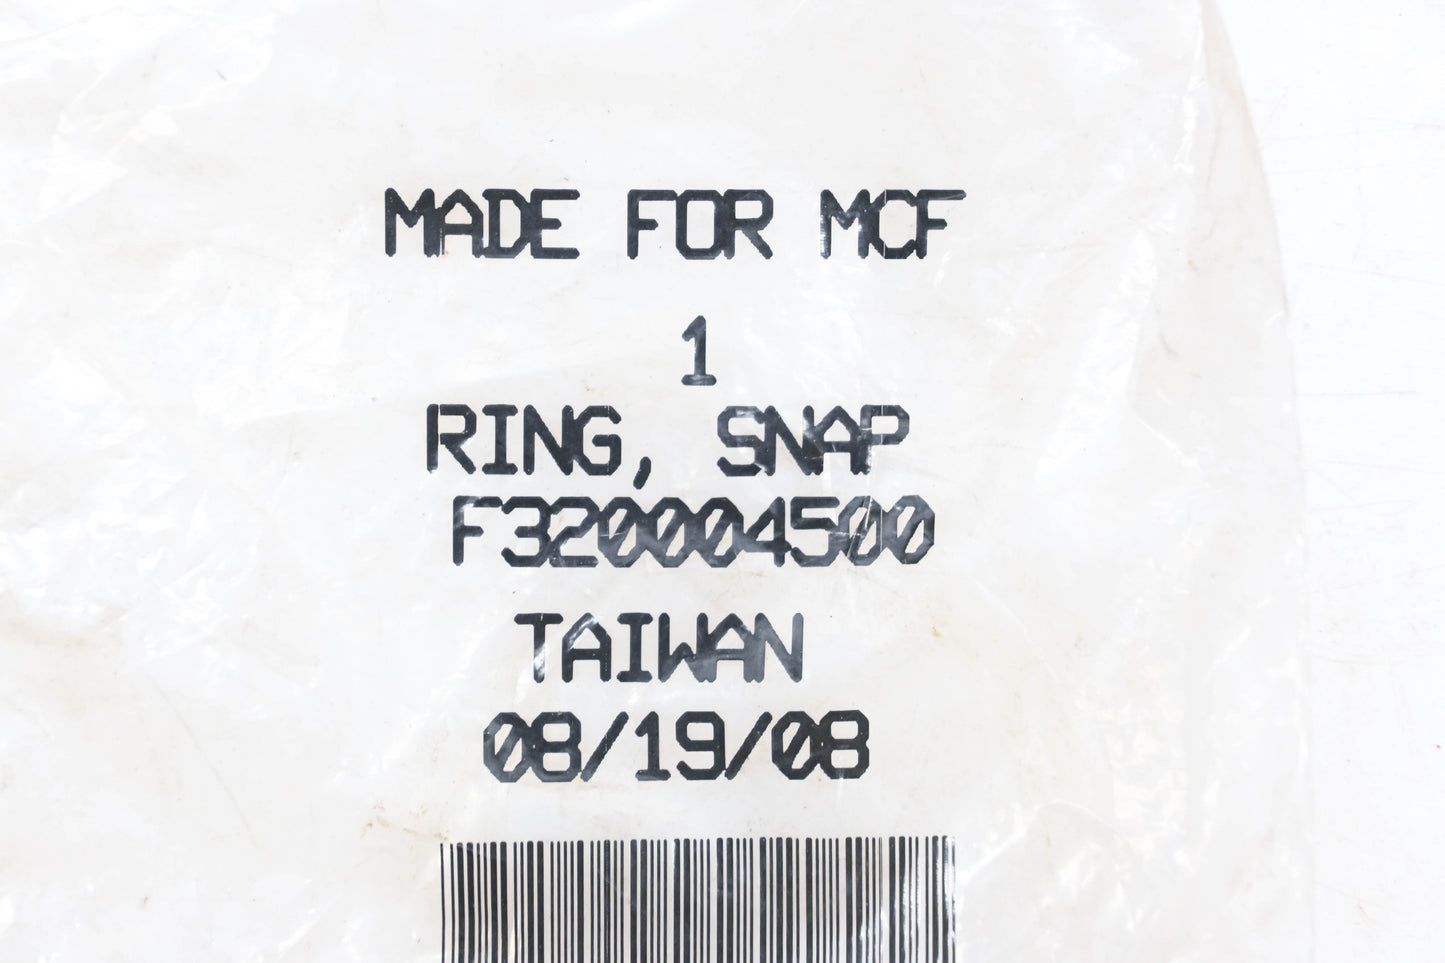 MADE FOR MCF
1
RING, SNAP
F320004500
TAIWAN
08/19/08